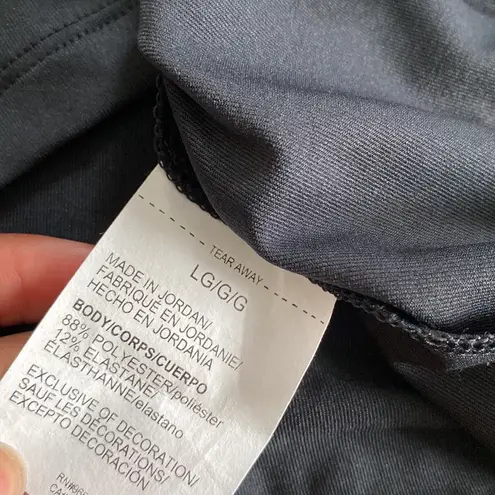 TEAR AWAY
LG/G/G
MADE IN JORDAN/
FABRIQUE EN JORDANIE/
HECHO EN JORDANIA
BODY/CORPS/CUERPO
88% POLYESTER/poliéster
12% ELASTANE/
ÉLASTHANNE/elastano
EXCLUSIVE OF DECORATION/
SAUF LES DÉCORATIONS/
EXCEPTO DECORACIÓN